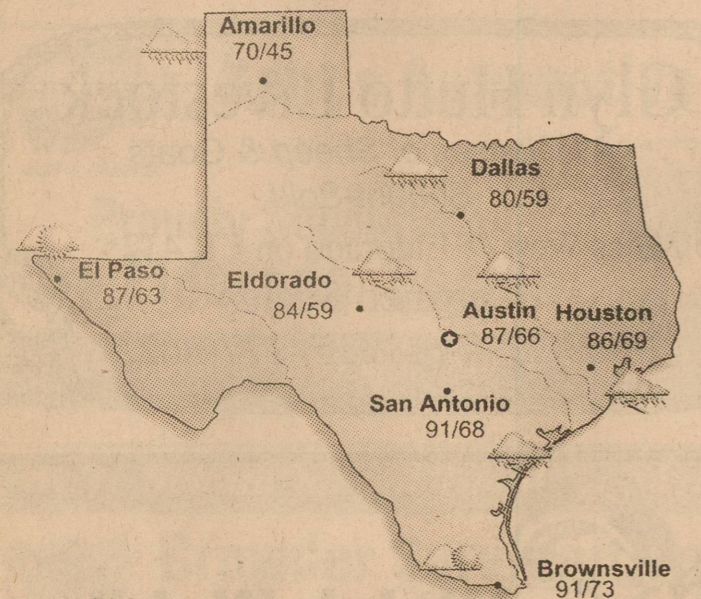 Amarillo
70/45
Dallas
80/59
El Paso
87/63
Eldorado
84/59
Austin
87/66
Houston
86/69
San Antonio
91/68
Brownsville
91/73